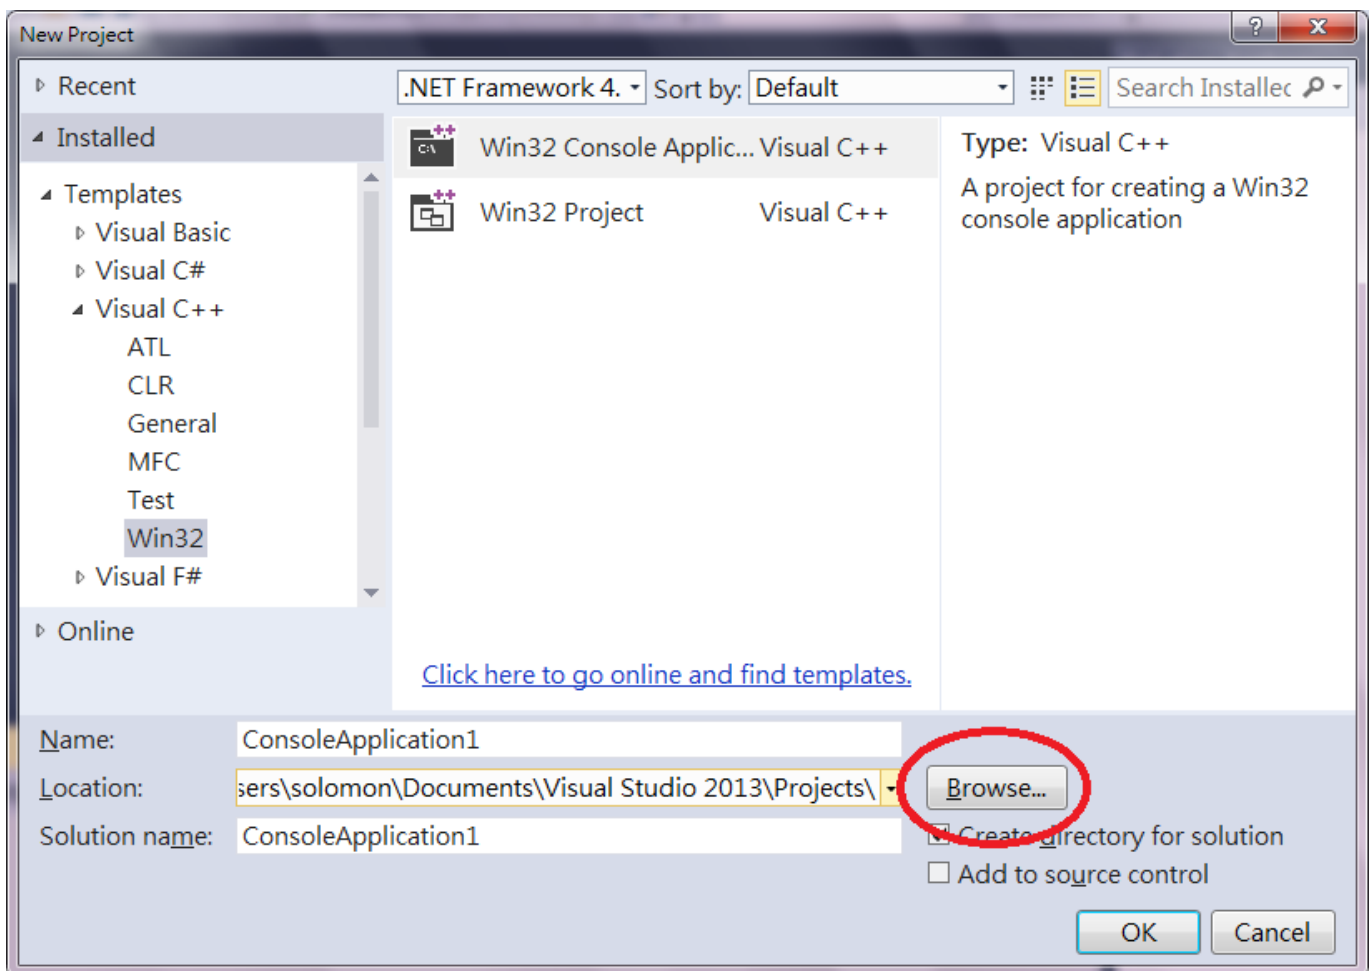 New Project
Recent
.NET Framework 4.
Sort by: Default
Search Installec
Installed
Templates
Visual Basic
Visual C#
Visual C++
ATL
CLR
General
MFC
Test
Win32
Visual F#
Online
C:\
Win32 Console Applic... Visual C++
Win32 Project Visual C++
Click here to go online and find templates.
Type: Visual C++
A project for creating a Win32
console application
Name: ConsoleApplication1
Location: sers\solomon\Documents\Visual Studio 2013\Projects\ Browse...
Solution name: ConsoleApplication1
Create directory for solution
Add to source control
OK Cancel